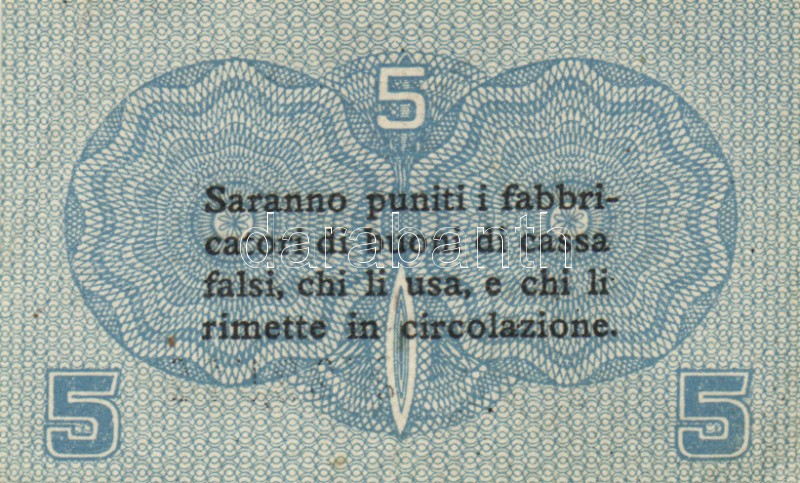 5
Saranno puniti i fabbri-
catori di buoni di cassa
darabanth
falsi, chi li usa, e chi li
rimette in circolazione.
5 5